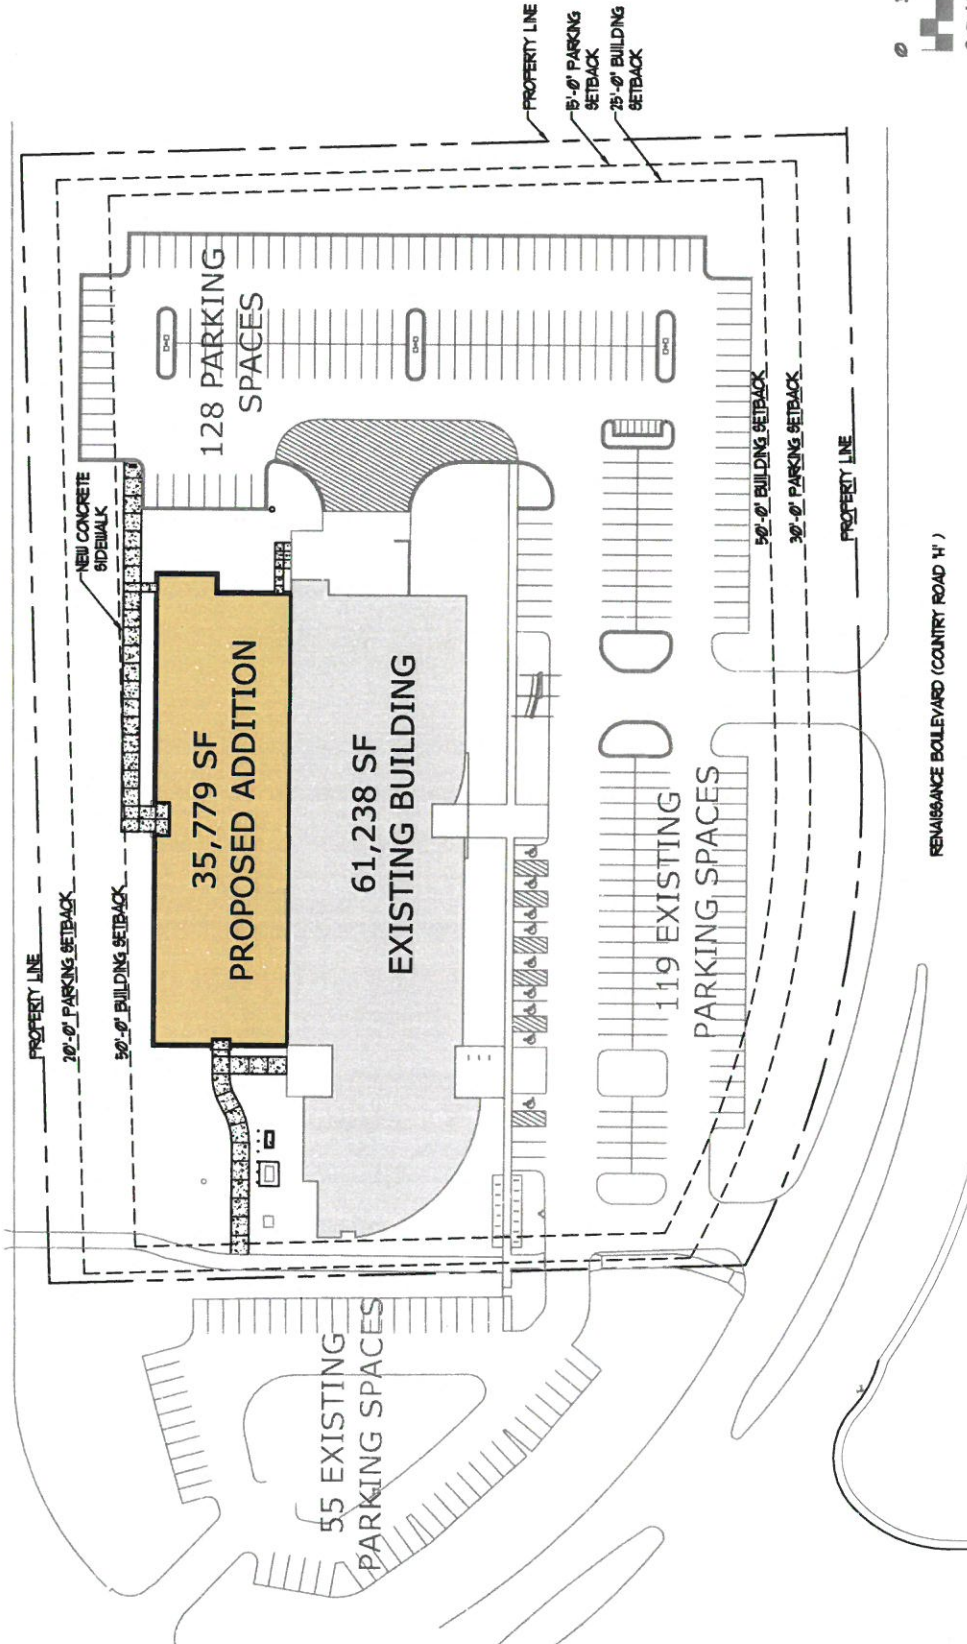 PROPERTY LINE
15'-0" PARKING
SETBACK
25'-0" BUILDING
SETBACK
128 PARKING
SPACES
NEW CONCRETE
SIDEWALK
35,779 SF
PROPOSED ADDITION
61,238 SF
EXISTING BUILDING
PROPERTY LINE
20'-0" PARKING SETBACK
50'-0" BUILDING SETBACK
50'-0" BUILDING SETBACK
30'-0" PARKING SETBACK
PROPERTY LINE
119 EXISTING
PARKING SPACES
55 EXISTING
PARKING SPACES
RENAISSANCE BOULEVARD (COUNTRY ROAD 'H')
0